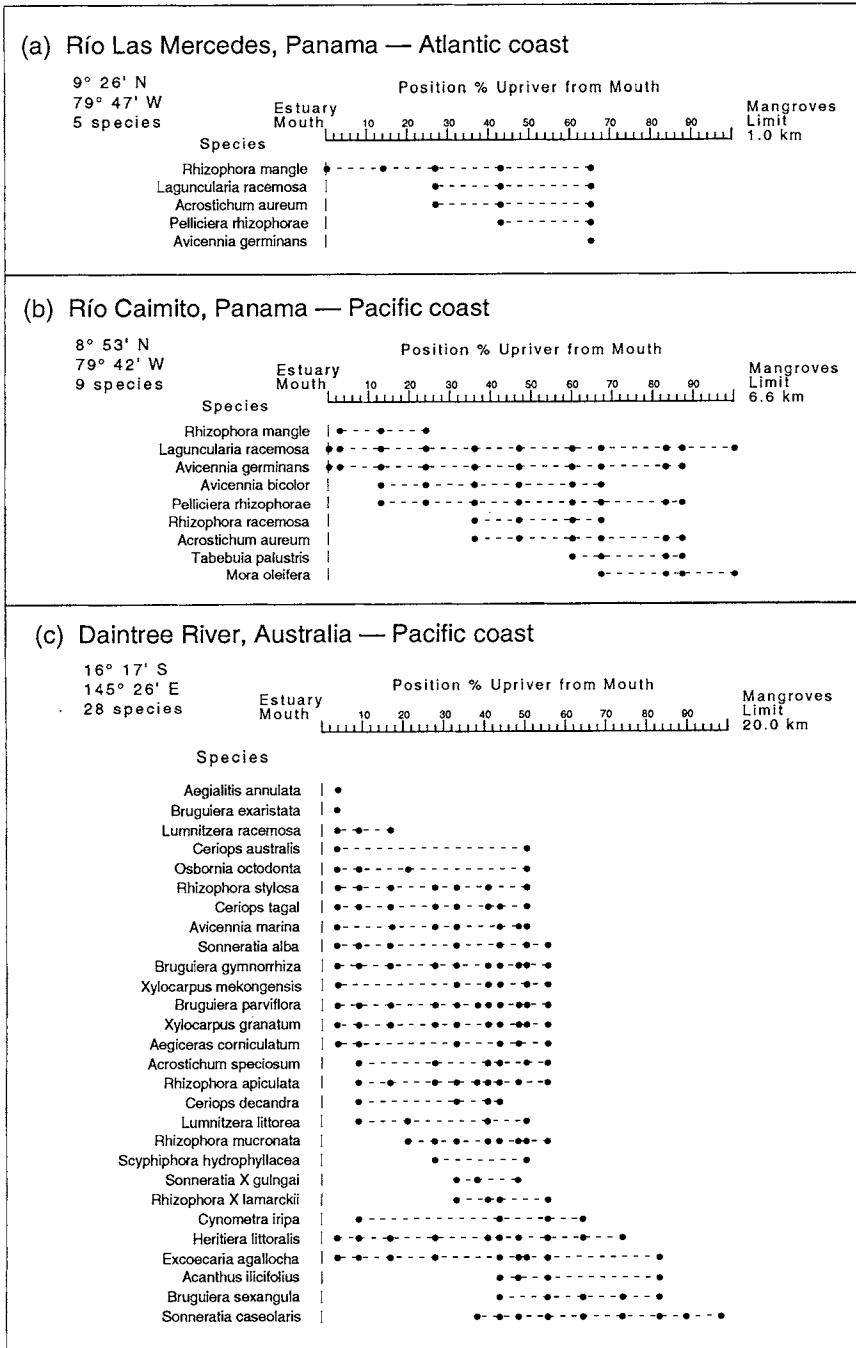 (a) Río Las Mercedes, Panama — Atlantic coast
9° 26' N
79° 47' W
5 species
Position % Upriver from Mouth
Estuary Mouth
10 20 30 40 50 60 70 80 90
Mangroves Limit 1.0 km
Species
Rhizophora mangle
Laguncularia racemosa
Acrostichum aureum
Pelliciera rhizophorae
Avicennia germinans
(b) Río Caimito, Panama — Pacific coast
8° 53' N
79° 42' W
9 species
Position % Upriver from Mouth
Estuary Mouth
10 20 30 40 50 60 70 80 90
Mangroves Limit 6.6 km
Species
Rhizophora mangle
Laguncularia racemosa
Avicennia germinans
Avicennia bicolor
Pelliciera rhizophorae
Rhizophora racemosa
Acrostichum aureum
Tabebuia palustris
Mora oleifera
(c) Daintree River, Australia — Pacific coast
16° 17' S
145° 26' E
28 species
Position % Upriver from Mouth
Estuary Mouth
10 20 30 40 50 60 70 80 90
Mangroves Limit 20.0 km
Species
Aegialitis annulata
Bruguiera exaristata
Lumnitzera racemosa
Ceriops australis
Osbornia octodonta
Rhizophora stylosa
Ceriops tagal
Avicennia marina
Sonneratia alba
Bruguiera gymnorrhiza
Xylocarpus mekongensis
Bruguiera parviflora
Xylocarpus granatum
Aegiceras corniculatum
Acrostichum speciosum
Rhizophora apiculata
Ceriops decandra
Lumnitzera littorea
Rhizophora mucronata
Scyphiphora hydrophyllacea
Sonneratia X gulngai
Rhizophora X lamarckii
Cynometra iripa
Heritiera littoralis
Excoecaria agallocha
Acanthus ilicifolius
Bruguiera sexangula
Sonneratia caseolaris